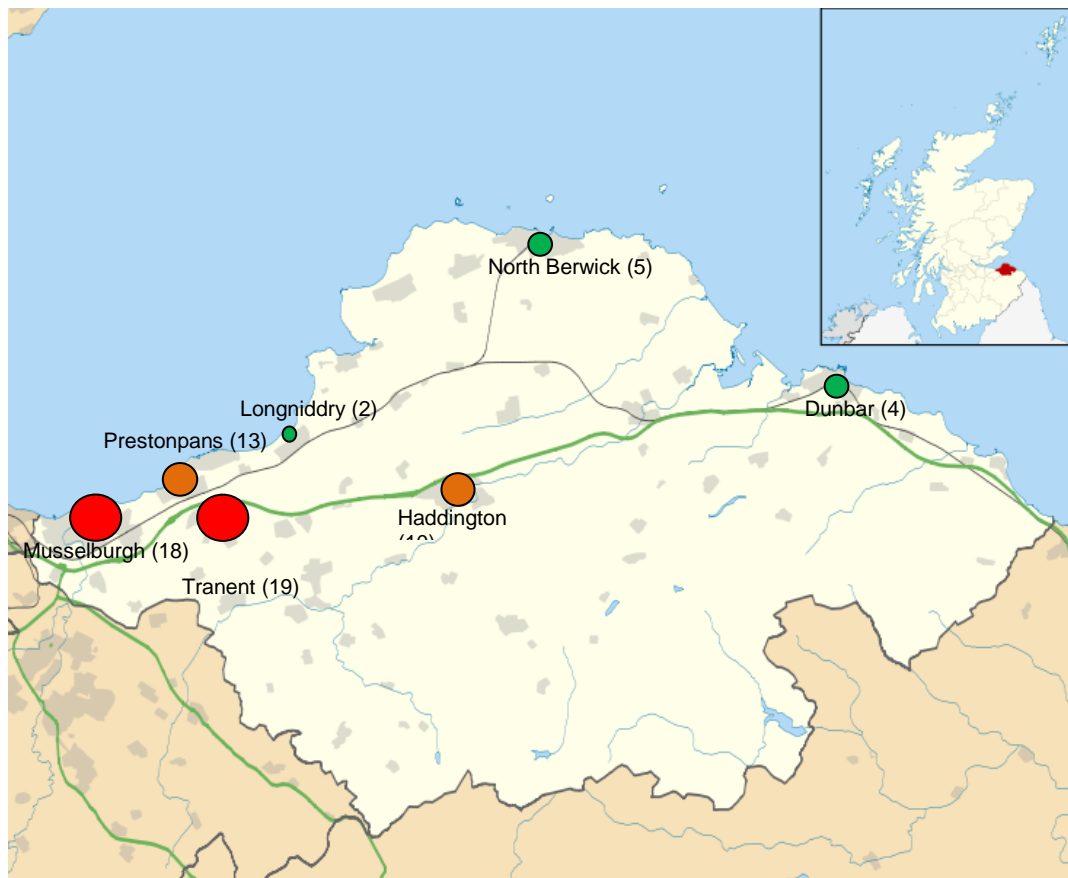 North Berwick (5)
Longniddry (2)
Dunbar (4)
Prestonpans (13)
Haddington
Musselburgh (18)
Tranent (19)